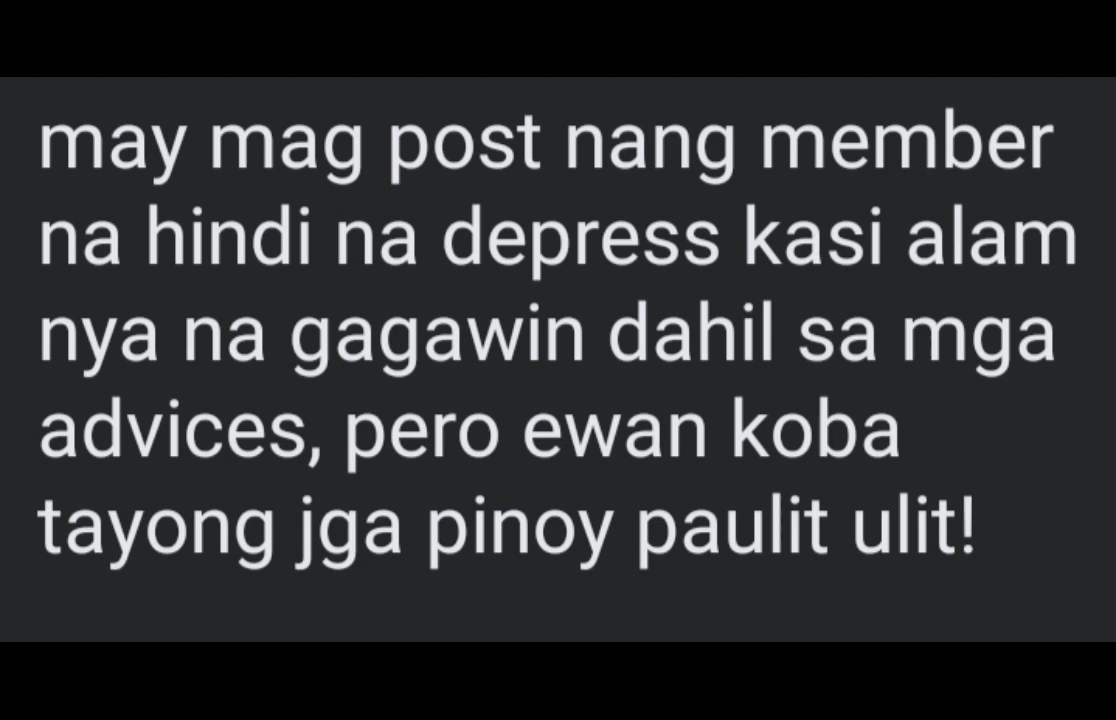 may mag post nang member
na hindi na depress kasi alam
nya na gagawin dahil sa mga
advices, pero ewan koba
tayong jga pinoy paulit ulit!